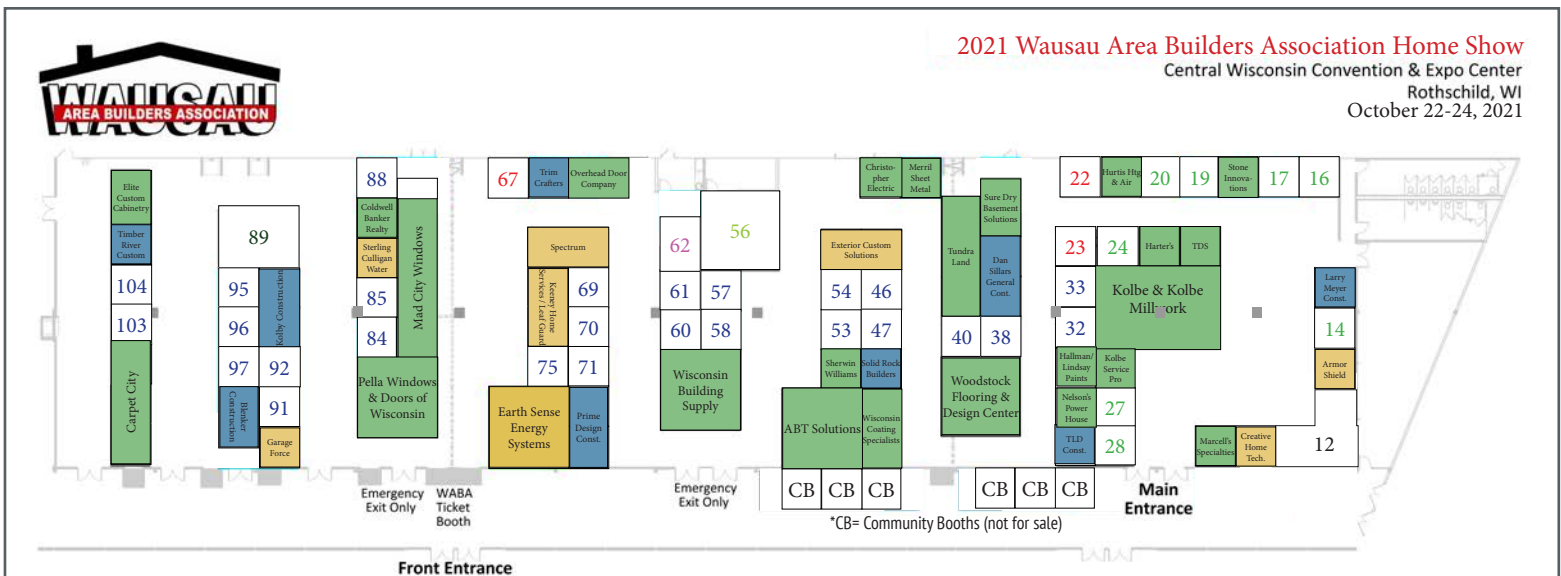 2021 Wausau Area Builders Association Home Show
Central Wisconsin Convention & Expo Center
Rothschild, WI
October 22-24, 2021
WAUSAU
AREA BUILDERS ASSOCIATION
Elite
Custom
Cabinetry
Timber
River
Custom
104
103
Carpet City
89
95
Kolby Construction
96
97
92
Blenker
Construction
91
Garage
Force
88
Coldwell
Banker
Realty
Sterling
Culligan
Water
85
84
Mad City Windows
Pella Windows
& Doors of
Wisconsin
67
Trim
Crafters
Overhead Door
Company
Spectrum
Keeney Home
Services / Leaf Guard
69
70
75
71
Earth Sense
Energy
Systems
Prime
Design
Const.
62
56
61
57
60
58
Wisconsin
Building
Supply
Christo-
pher
Electric
Merril
Sheet
Metal
Exterior Custom
Solutions
54
46
53
47
Sherwin
Williams
Solid Rock
Builders
ABT Solutions
Wisconsin
Coating
Specialists
Tundra
Land
Sure Dry
Basement
Solutions
Dan
Sillars
General
Cont.
40
38
Woodstock
Flooring &
Design Center
22
Hurtis Htg
& Air
20
19
Stone
Innova-
tions
17
16
23
24
Harter's
TDS
33
32
Kolbe & Kolbe
Millwork
Hallman/
Lindsay
Paints
Kolbe
Service
Pro
Nelson's
Power
House
27
TLD
Const.
28
Larry
Meyer
Const.
14
Armor
Shield
Marcell's
Specialties
Creative
Home
Tech.
12
CB
CB
CB
CB
CB
CB
Emergency
Exit Only
WABA
Ticket
Booth
Emergency
Exit Only
Main
Entrance
*CB= Community Booths (not for sale)
Front Entrance